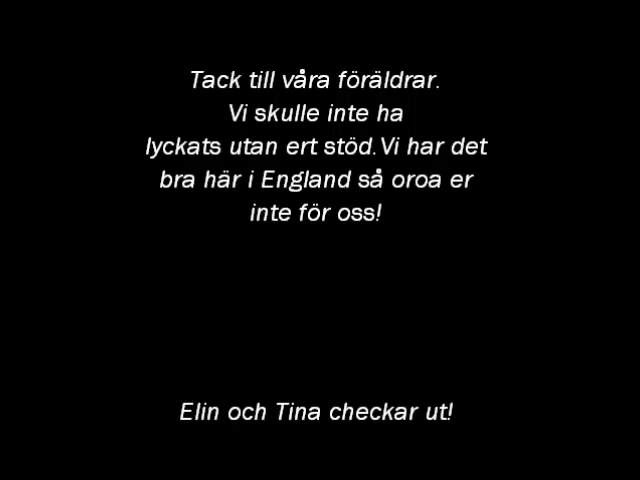 Tack till våra föräldrar.
Vi skulle inte ha
lyckats utan ert stöd. Vi har det
bra här i England så oroa er
inte för oss!
Elin och Tina checkar ut!